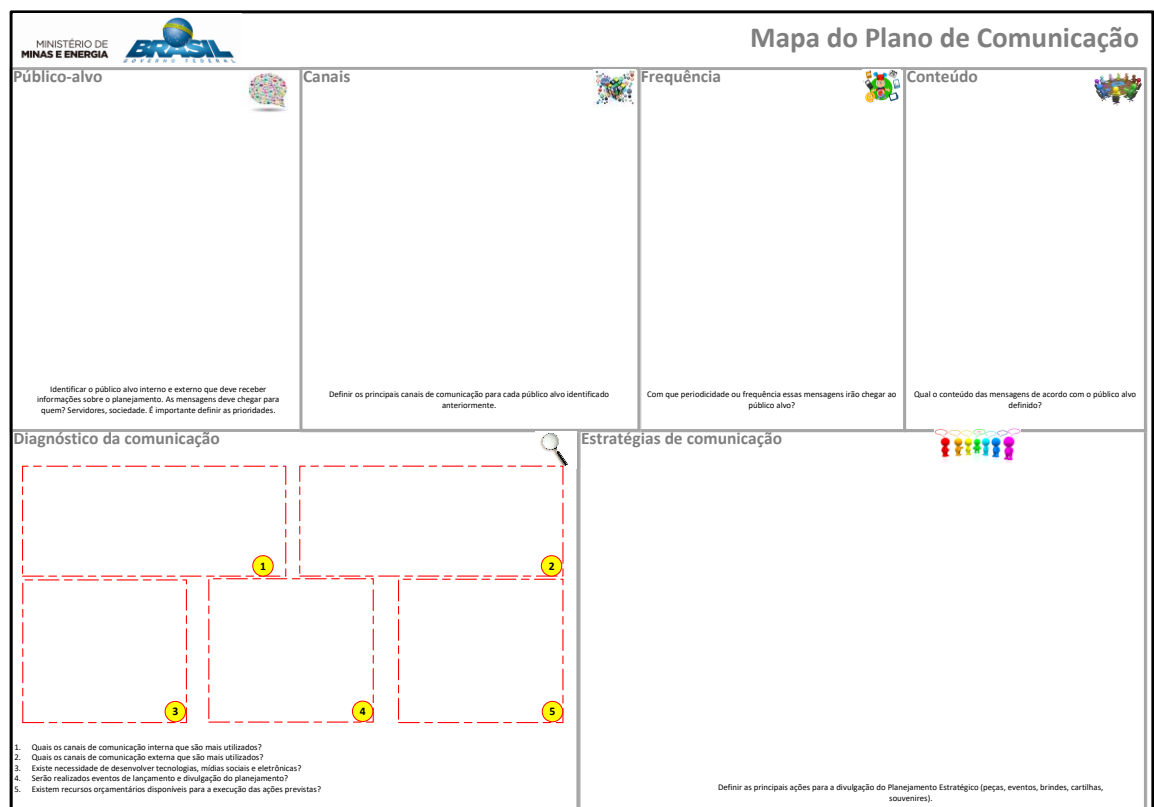 MINISTÉRIO DE
MINAS E ENERGIA
BRASIL
GOVERNO FEDERAL
Mapa do Plano de Comunicação
Público-alvo
Identificar o público alvo interno e externo que deve receber
informações sobre o planejamento. As mensagens deve chegar para
quem? Servidores, sociedade. É importante definir as prioridades.
Canais
Definir os principais canais de comunicação para cada público alvo identificado
anteriormente.
Frequência
Com que periodicidade ou frequência essas mensagens irão chegar ao
público alvo?
Conteúdo
Qual o conteúdo das mensagens de acordo com o público alvo
definido?
Diagnóstico da comunicação
1
2
3
4
5
1. Quais os canais de comunicação interna que são mais utilizados?
2. Quais os canais de comunicação externa que são mais utilizados?
3. Existe necessidade de desenvolver tecnologias, mídias sociais e eletrônicas?
4. Serão realizados eventos de lançamento e divulgação do planejamento?
5. Existem recursos orçamentários disponíveis para a execução das ações previstas?
Estratégias de comunicação
Definir as principais ações para a divulgação do Planejamento Estratégico (peças, eventos, brindes, cartilhas,
souvenires).